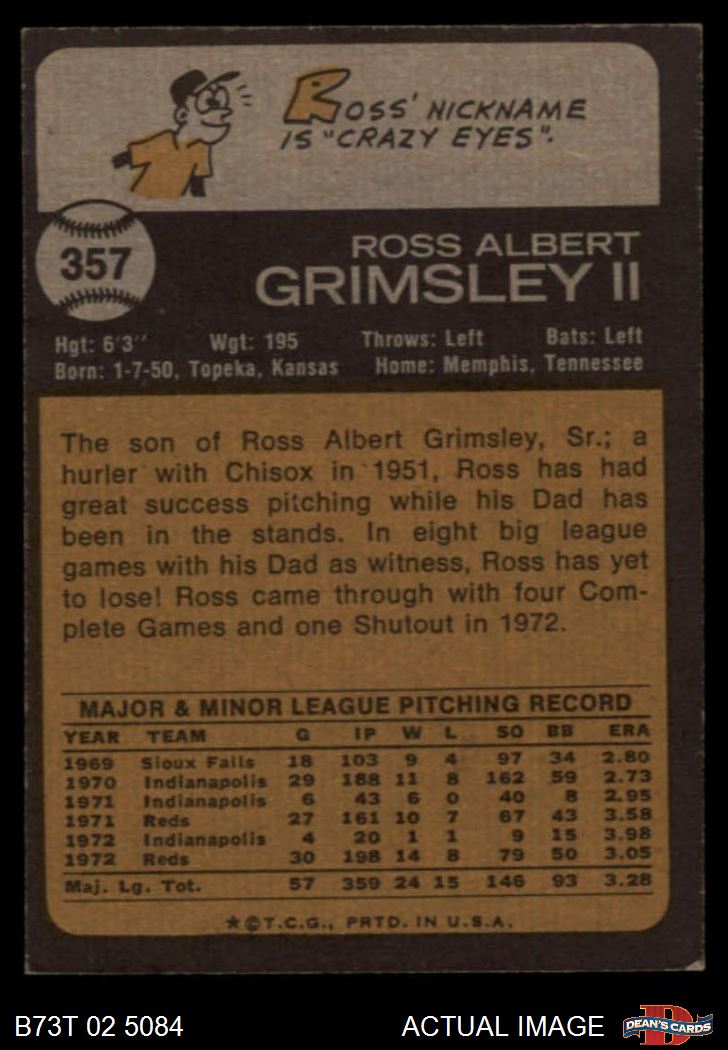 ROSS' NICKNAME
IS "CRAZY EYES".
357
ROSS ALBERT
GRIMSLEY II
Hgt: 6'3" Wgt: 195 Throws: Left Bats: Left
Born: 1-7-50, Topeka, Kansas Home: Memphis, Tennessee
The son of Ross Albert Grimsley, Sr.; a
hurler with Chisox in 1951, Ross has had
great success pitching while his Dad has
been in the stands. In eight big league
games with his Dad as witness, Ross has yet
to lose! Ross came through with four Com-
plete Games and one Shutout in 1972.
MAJOR & MINOR LEAGUE PITCHING RECORD
YEAR TEAM G IP W L SO BB ERA
1969 Sioux Falls 18 103 9 4 97 34 2.80
1970 Indianapolis 29 188 11 8 162 59 2.73
1971 Indianapolis 6 43 6 0 40 8 2.95
1971 Reds 27 161 10 7 67 43 3.58
1972 Indianapolis 4 20 1 1 9 15 3.98
1972 Reds 30 198 14 8 79 50 3.05
Maj. Lg. Tot. 57 359 24 15 146 93 3.28
★©T.C.G., PRTD. IN U.S.A.
B73T 02 5084 ACTUAL IMAGE
D
DEAN'S CARDS